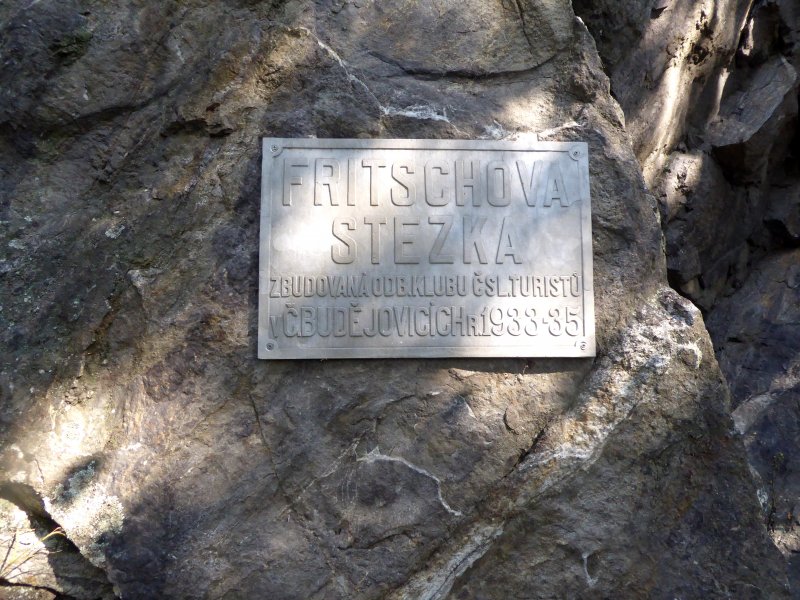 FRITSCHOVA
STEZKA
ZBUDOVANÁ ODB.KLUBU ČSL.TURISTŮ
V Č.BUDĚJOVICÍCH R.1933-35